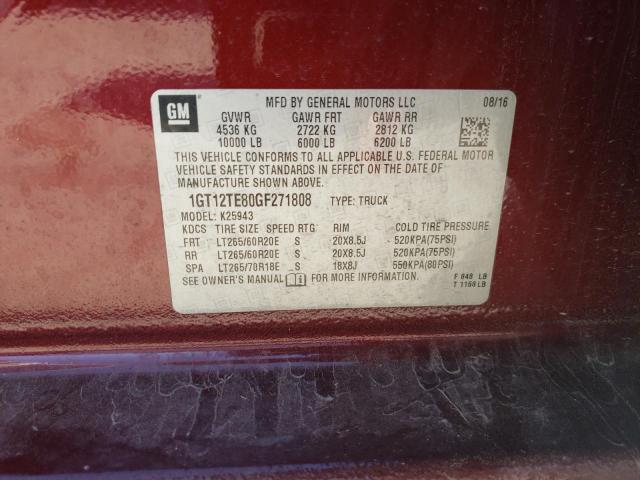 GM
MFD BY GENERAL MOTORS LLC 08/16
GVWR GAWR FRT GAWR RR
4536 KG 2722 KG 2812 KG
10000 LB 6000 LB 6200 LB
THIS VEHICLE CONFORMS TO ALL APPLICABLE U.S. FEDERAL MOTOR
VEHICLE SAFETY STANDARDS IN EFFECT ON THE DATE OF
MANUFACTURE SHOWN ABOVE.
1GT12TE80GF271808 TYPE: TRUCK
MODEL: K25943
KDCS TIRE SIZE SPEED RTG RIM COLD TIRE PRESSURE
FRT LT265/60R20E S 20X8.5J 520KPA(75PSI)
RR LT265/60R20E S 20X8.5J 520KPA(75PSI)
SPA LT265/70R18E S 18X8J 550KPA(80PSI)
SEE OWNER'S MANUAL FOR MORE INFORMATION.
F 848 LB
T 1158 LB